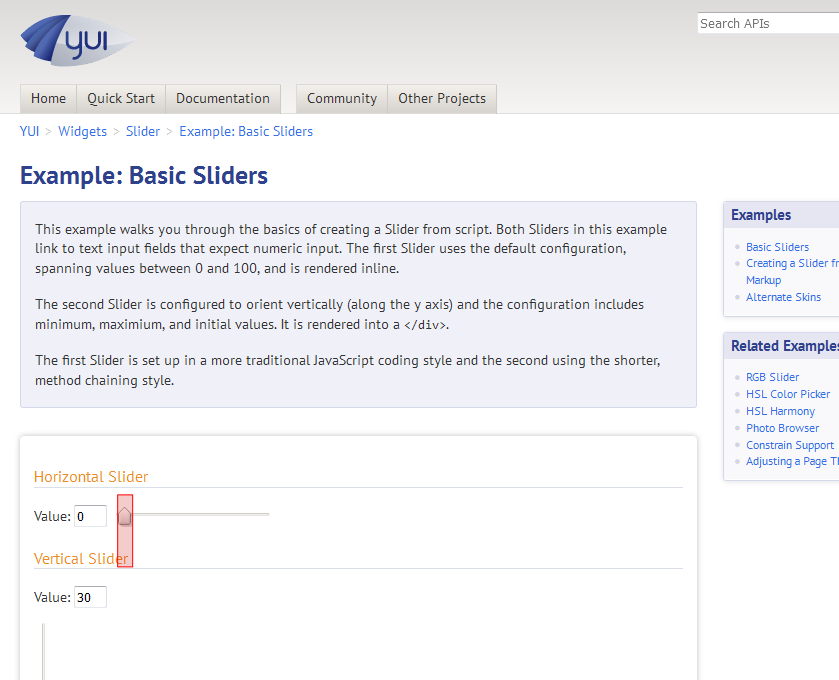 YUI
Search APIs
Home Quick Start Documentation Community Other Projects
YUI > Widgets > Slider > Example: Basic Sliders
Example: Basic Sliders
This example walks you through the basics of creating a Slider from script. Both Sliders in this example
link to text input fields that expect numeric input. The first Slider uses the default configuration,
spanning values between 0 and 100, and is rendered inline.
The second Slider is configured to orient vertically (along the y axis) and the configuration includes
minimum, maximium, and initial values. It is rendered into a </div>.
The first Slider is set up in a more traditional JavaScript coding style and the second using the shorter,
method chaining style.
Examples
Basic Sliders
Creating a Slider fr
Markup
Alternate Skins
Related Examples
RGB Slider
HSL Color Picker
HSL Harmony
Photo Browser
Constrain Support
Adjusting a Page Th
Horizontal Slider
Value: 0
Vertical Slider
Value: 30